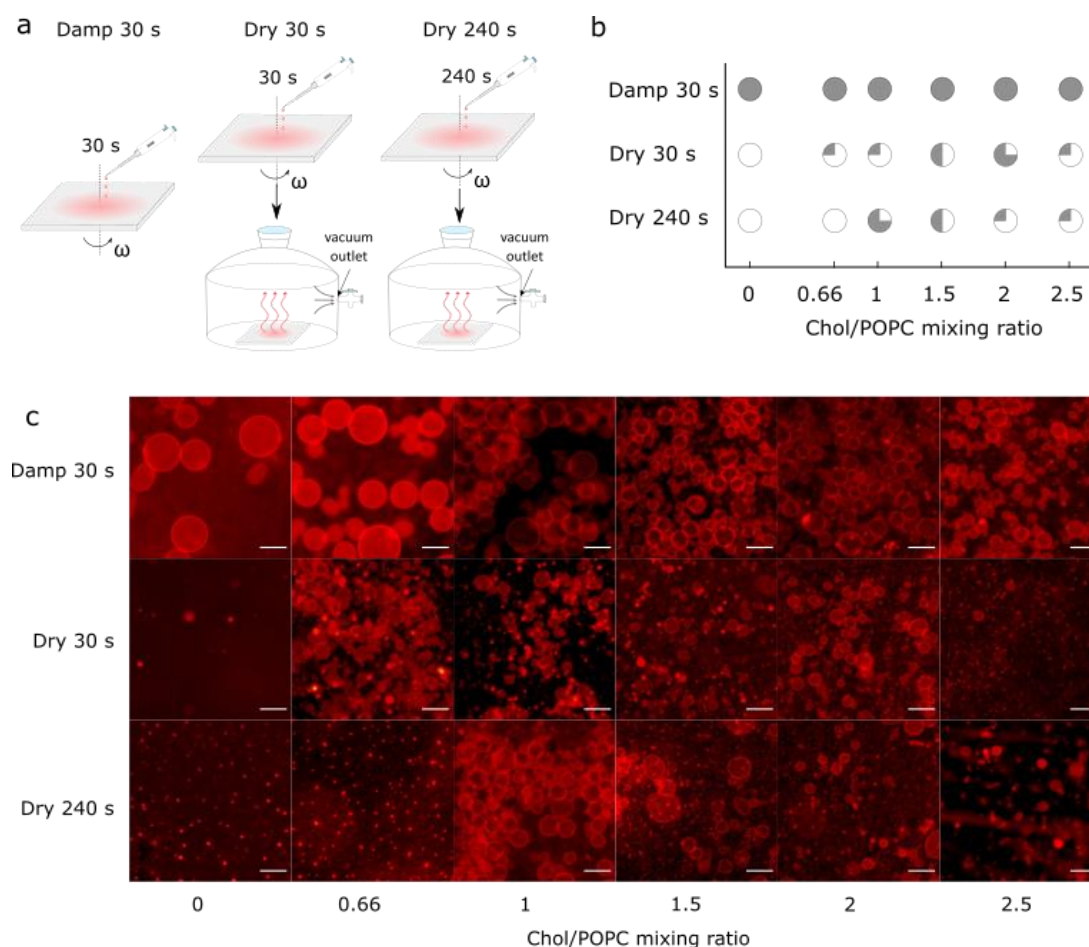 a
Damp 30 s
Dry 30 s
Dry 240 s
30 s
30 s
240 s
ω
ω
ω
vacuum
outlet
vacuum
outlet
b
Damp 30 s
Dry 30 s
Dry 240 s
0 0.66 1 1.5 2 2.5
Chol/POPC mixing ratio
c
Damp 30 s
Dry 30 s
Dry 240 s
0 0.66 1 1.5 2 2.5
Chol/POPC mixing ratio